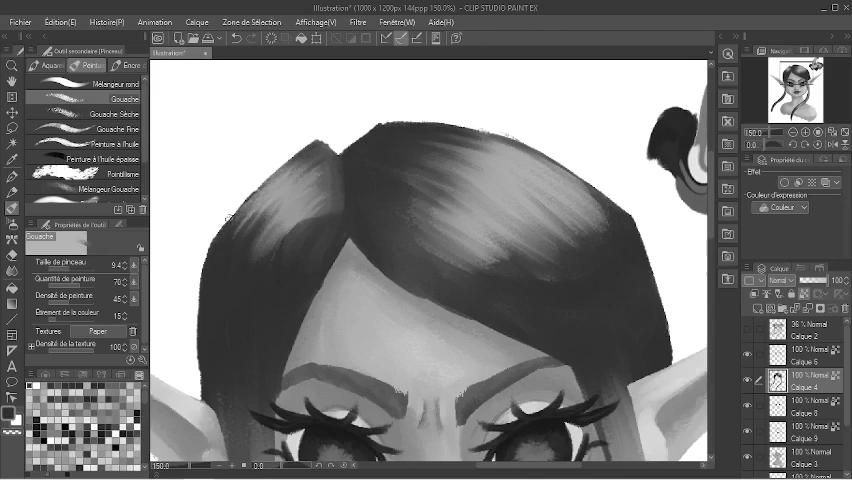 Illustration* (1000 x 1200px 144ppp 150.0%) - CLIP STUDIO PAINT EX
Fichier Édition(E) Histoire(P) Animation Calque Zone de Sélection Affichage(V) Filtre Fenêtre(W) Aide(H)
Outil secondaire [Pinceau]
Illustration*
Navigat
Aquare
Peintur
Encre
Mélangeur rond
Gouache
Gouache Sèche
Gouache Fine
Peinture à l'huile
Peinture à l'huile épaisse
Pointilisme
Mélangeur Gouache
Propriétés de l'outil
Gouache
Taille de pinceau 9.4
Quantité de peinture 70
Densité de peinture 45
Étirement de la couleur 15
Textures Papier
Densité de la texture 100
150.0 0.0
150.0
0.0
Propriété du c
Effet
Couleur d'expression
Couleur
Calque
Normal 100
36 % Normal
Calque 2
100 % Normal
Calque 6
100 % Normal
Calque 4
100 % Normal
Calque 8
100 % Normal
Calque 9
100 % Normal
Calque 3